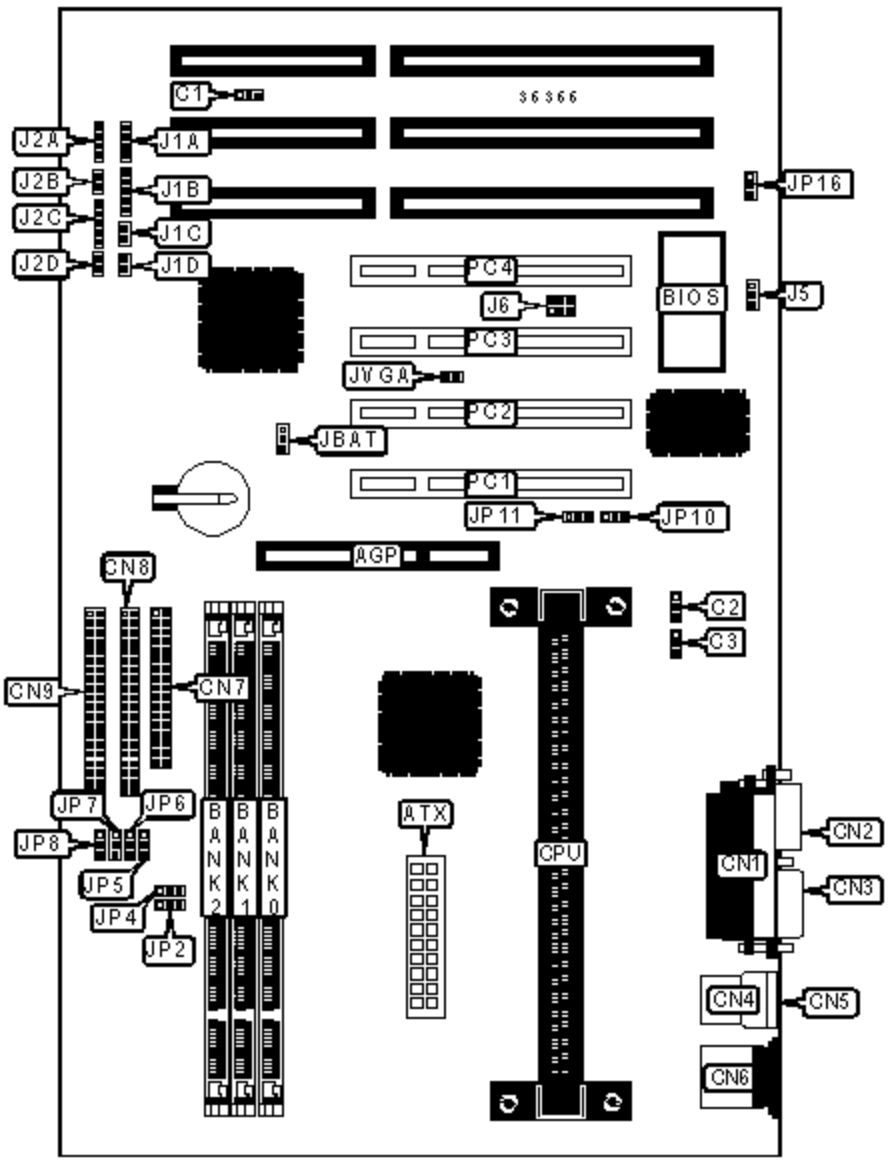 C1
36366
J2A
J1A
J2B
J1B
JP16
J2C
J1C
J2D
J1D
PC4
BIOS
J5
J6
PC3
JVGA
PC2
JBAT
PC1
JP11
JP10
AGP
CN8
C2
C3
CN9
CN7
JP7
JP6
JP8
JP5
JP4
JP2
BANK2
BANK1
BANK0
ATX
CPU
CN1
CN2
CN3
CN4
CN5
CN6